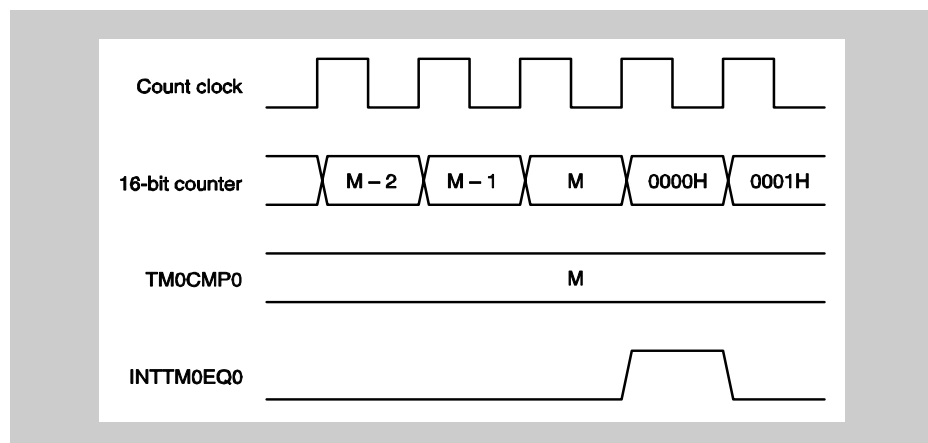 Count clock
16-bit counter M – 2 M – 1 M 0000H 0001H
TM0CMP0 M
INTTM0EQ0